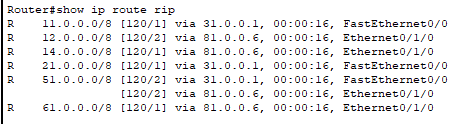 Router#show ip route rip
R    11.0.0.0/8 [120/1] via 31.0.0.1, 00:00:16, FastEthernet0/0
R    12.0.0.0/8 [120/2] via 81.0.0.6, 00:00:16, Ethernet0/1/0
R    14.0.0.0/8 [120/1] via 81.0.0.6, 00:00:16, Ethernet0/1/0
R    21.0.0.0/8 [120/1] via 31.0.0.1, 00:00:16, FastEthernet0/0
R    51.0.0.0/8 [120/2] via 31.0.0.1, 00:00:16, FastEthernet0/0
                [120/2] via 81.0.0.6, 00:00:16, Ethernet0/1/0
R    61.0.0.0/8 [120/1] via 81.0.0.6, 00:00:16, Ethernet0/1/0